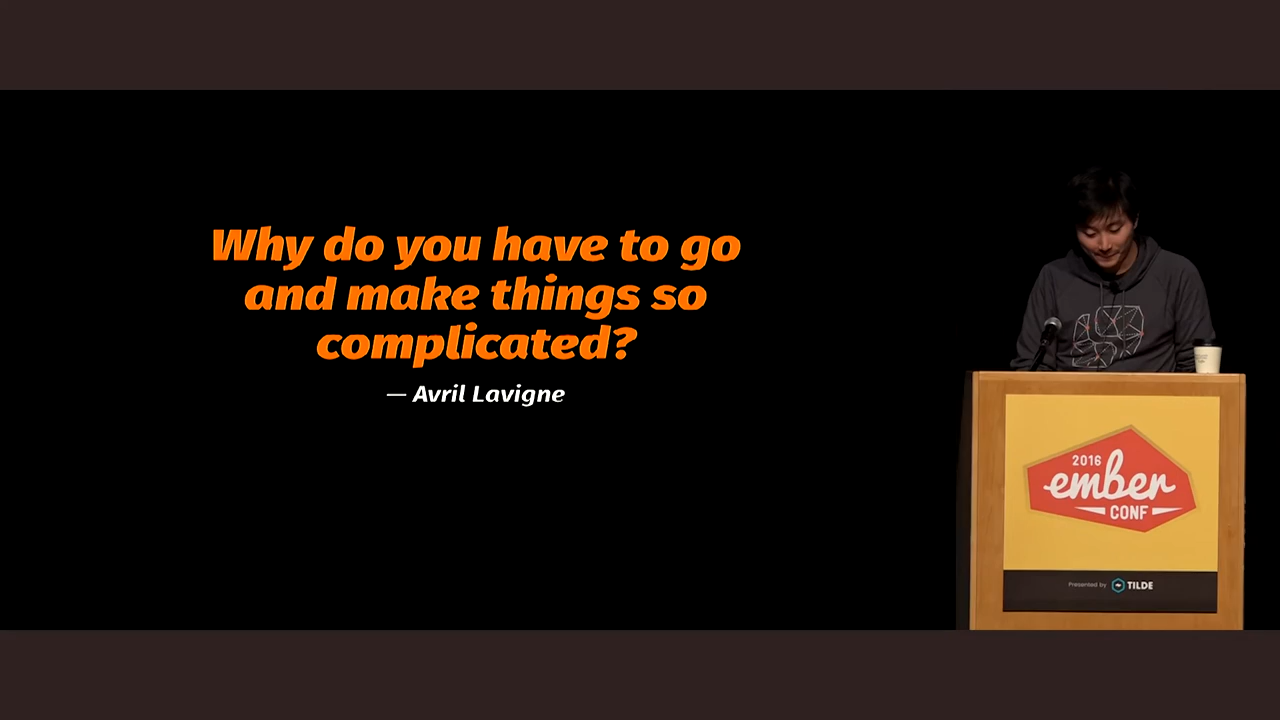 Why do you have to go
and make things so
complicated?
— Avril Lavigne
2016
ember
CONF
Presented by TILDE